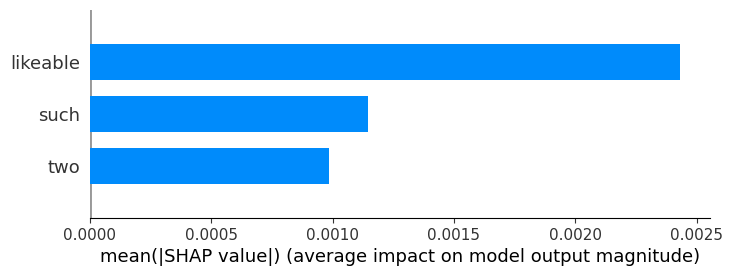 likeable
such
two
0.0000 0.0005 0.0010 0.0015 0.0020 0.0025
mean(|SHAP value|) (average impact on model output magnitude)